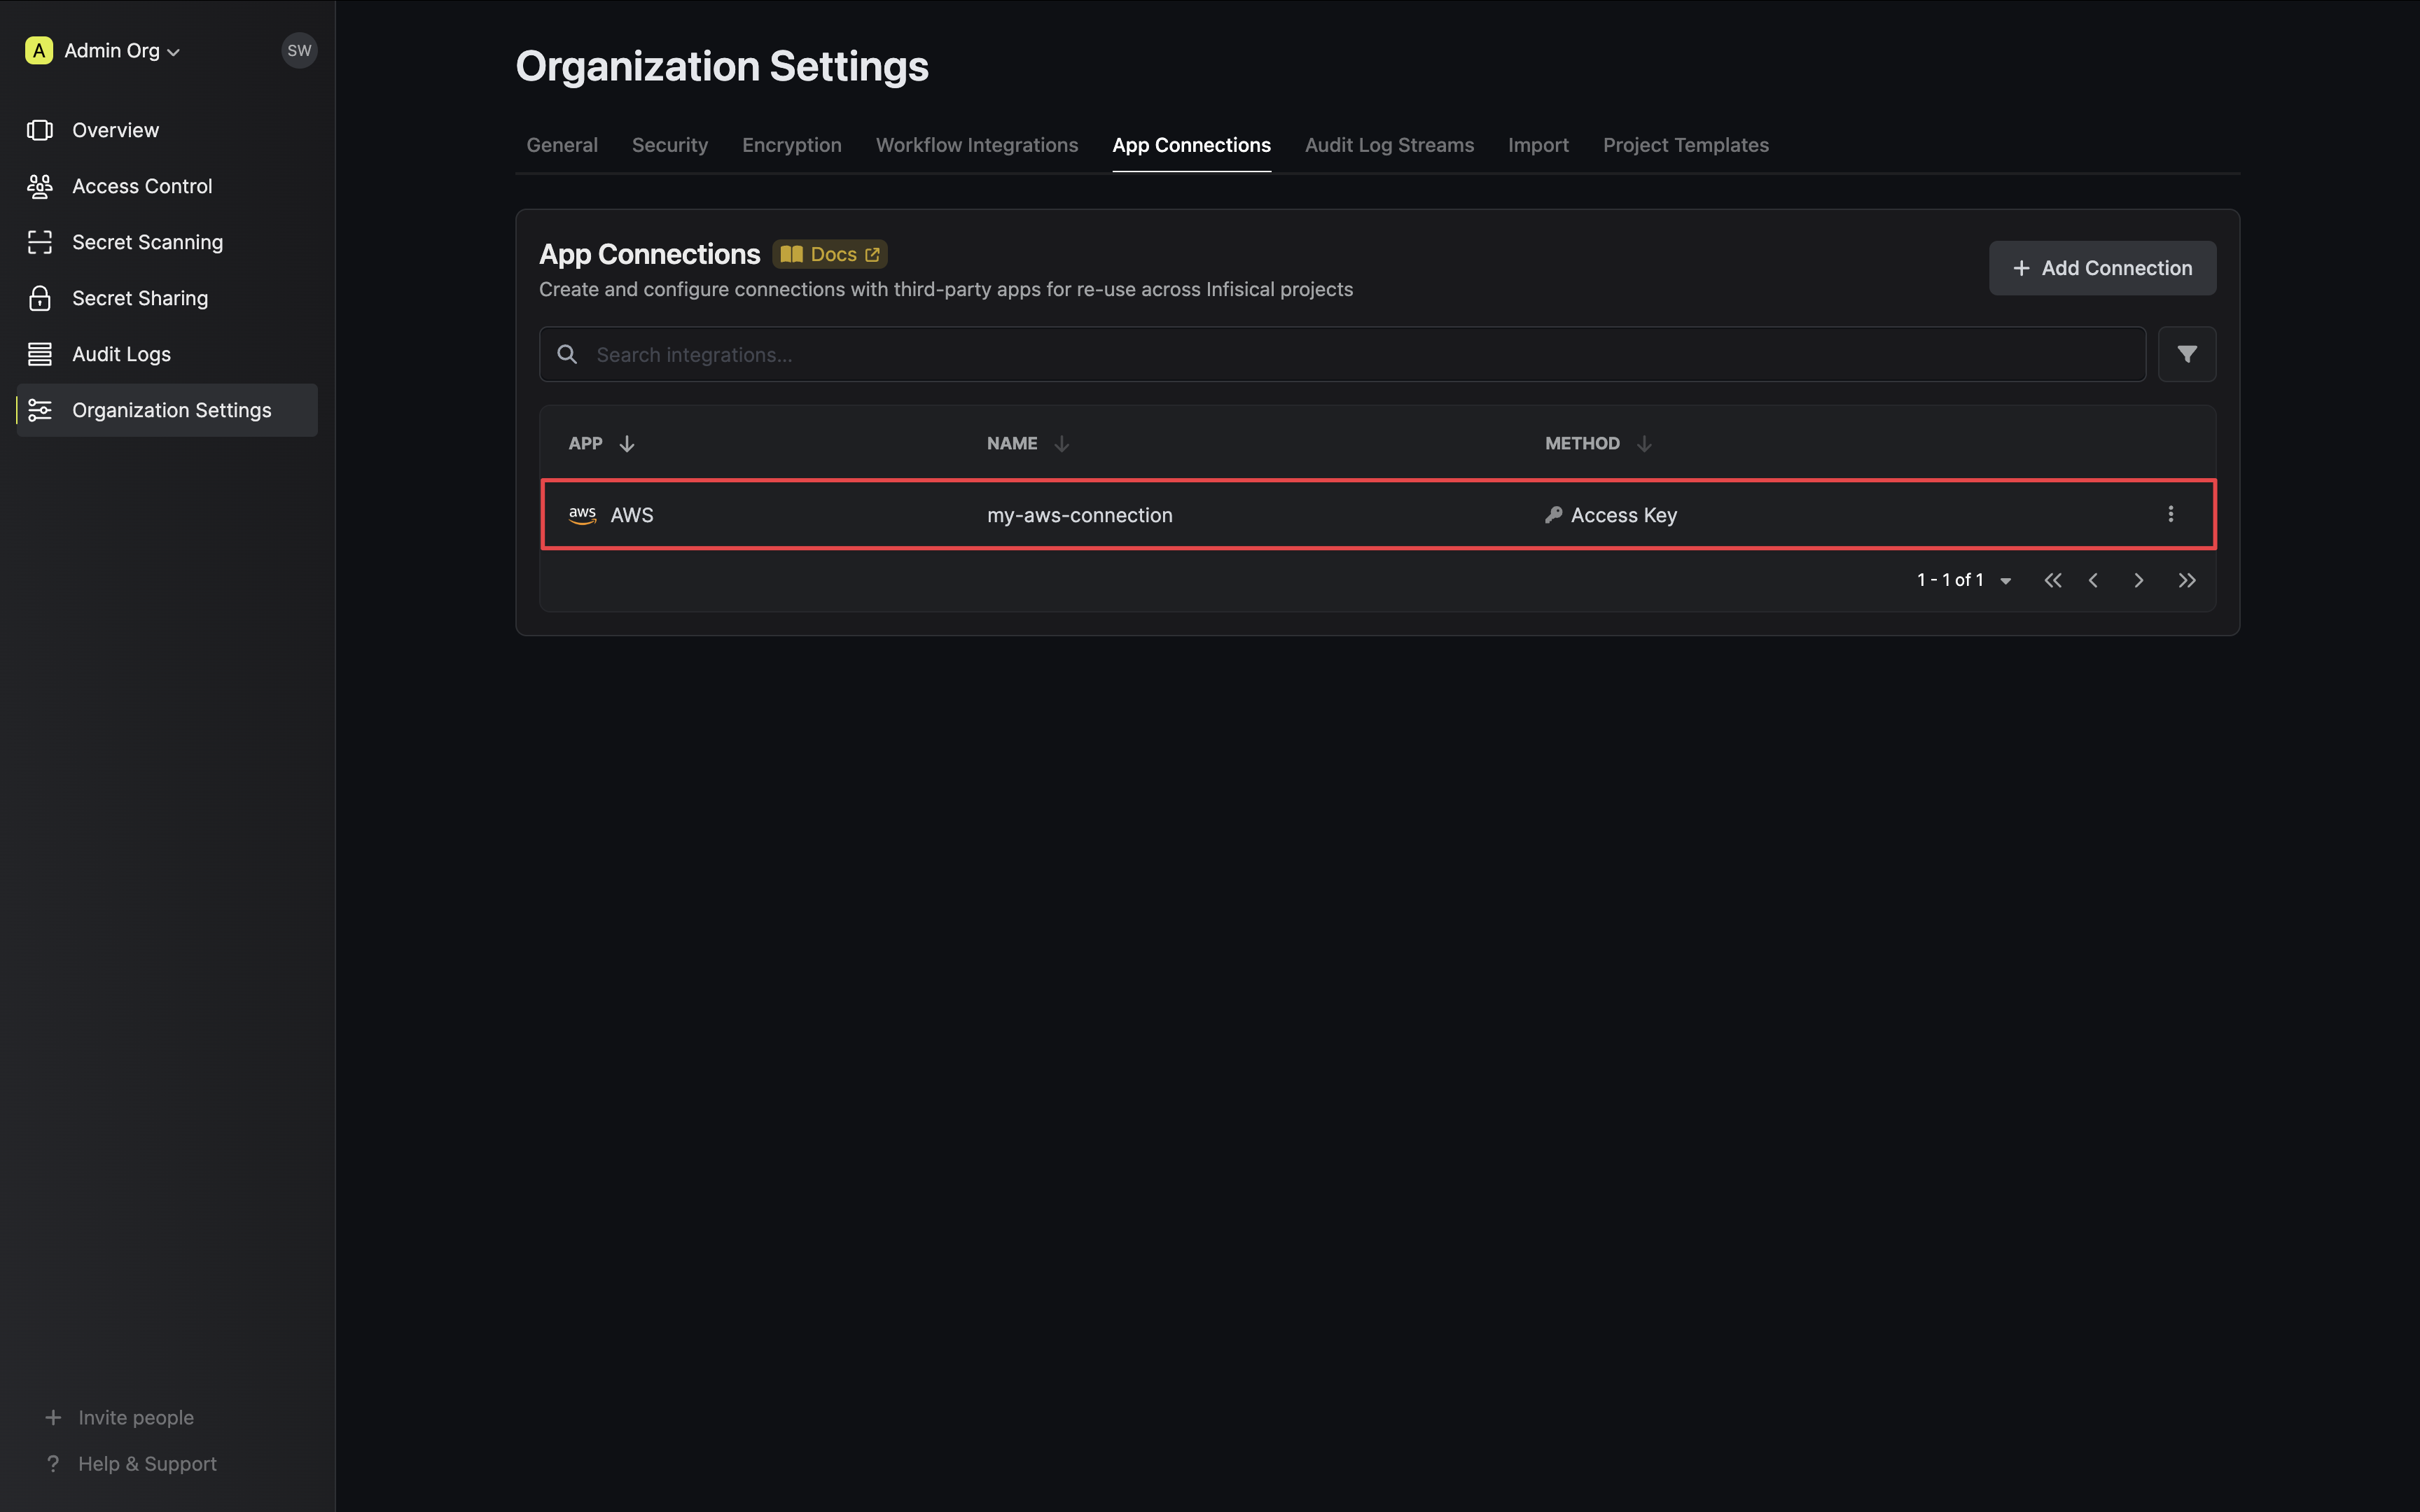 A Admin Org SW
Overview
Access Control
Secret Scanning
Secret Sharing
Audit Logs
Organization Settings
+ Invite people
? Help & Support
Organization Settings
General Security Encryption Workflow Integrations App Connections Audit Log Streams Import Project Templates
App Connections Docs
Create and configure connections with third-party apps for re-use across Infisical projects
+ Add Connection
Search integrations...
APP NAME METHOD
aws AWS my-aws-connection Access Key
1 - 1 of 1